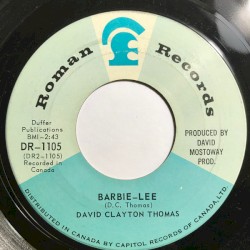 Roman Records
Duffer
Publications
BMI-2:43
DR-1105
(DR2-1105)
Recorded in
Canada
PRODUCED BY
DAVID
MOSTOWAY
PROD.
BARBIE-LEE
(D.C. Thomas)
DAVID CLAYTON THOMAS
DISTRIBUTED IN CANADA BY CAPITOL RECORDS OF CANADA LTD.